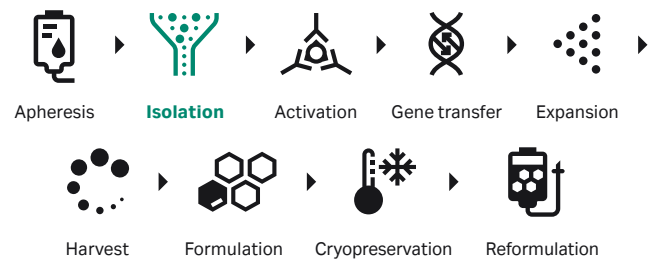 Apheresis
Isolation
Activation
Gene transfer
Expansion
Harvest
Formulation
Cryopreservation
Reformulation